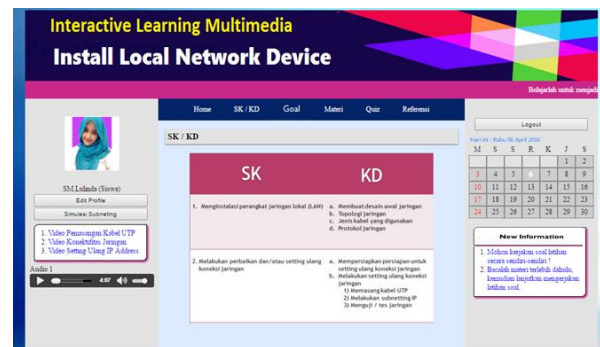 Interactive Learning Multimedia
Install Local Network Device
Belajarlah untuk menjadi
Home SK / KD Goal Materi Quiz Referensi
SM.Lulinda (Siswa)
Edit Profile
Simulasi Subneting
1. Video Pemasangan Kabel UTP
2. Video Konektifitas Jaringan
3. Video Setting Ulang IP Address
Audio 1
4:97
SK / KD
SK KD
1. Menginstalasi perangkat jaringan lokal (LAN)
a. Membuat desain awal jaringan
b. Topologi jaringan
c. Jenis kabel yang digunakan
d. Protokol jaringan
2. Melakukan perbaikan dan/atau setting ulang
koneksi jaringan
a. Mempersiapkan persiapan untuk
setting ulang koneksi jaringan
b. Melakukan setting ulang koneksi
jaringan
1) Memasang kabel UTP
2) Melakukan subnetting IP
3) Menguji / tes jaringan
Logout
Hari ini : Rabu 06 April 2016
M S S R K J S
1 2
3 4 5 6 7 8 9
10 11 12 13 14 15 16
17 18 19 20 21 22 23
24 25 26 27 28 29 30
New Information
1. Mohon kerjakan soal latihan
secara sendiri-sendiri !
2. Bacalah materi terlebih dahulu,
kemudian lanjutkan mengerjakan
latihan soal.